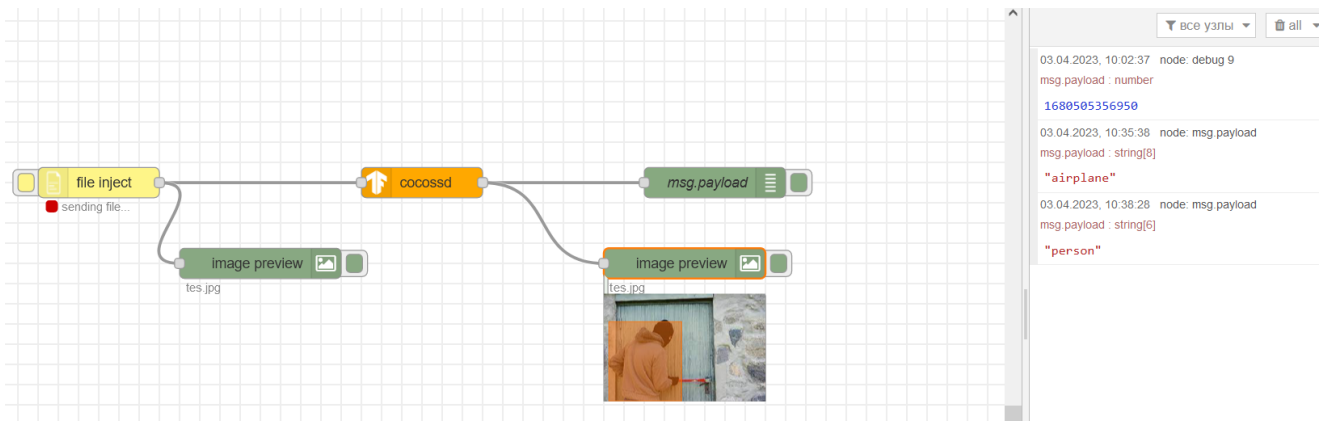 все узлы
all
03.04.2023, 10:02:37 node: debug 9
msg.payload : number
1680505356950
03.04.2023, 10:35:38 node: msg.payload
msg.payload : string[8]
"airplane"
03.04.2023, 10:38:28 node: msg.payload
msg.payload : string[6]
"person"
file inject
cocossd
msg.payload
sending file...
image preview
image preview
tes.jpg
tes.jpg